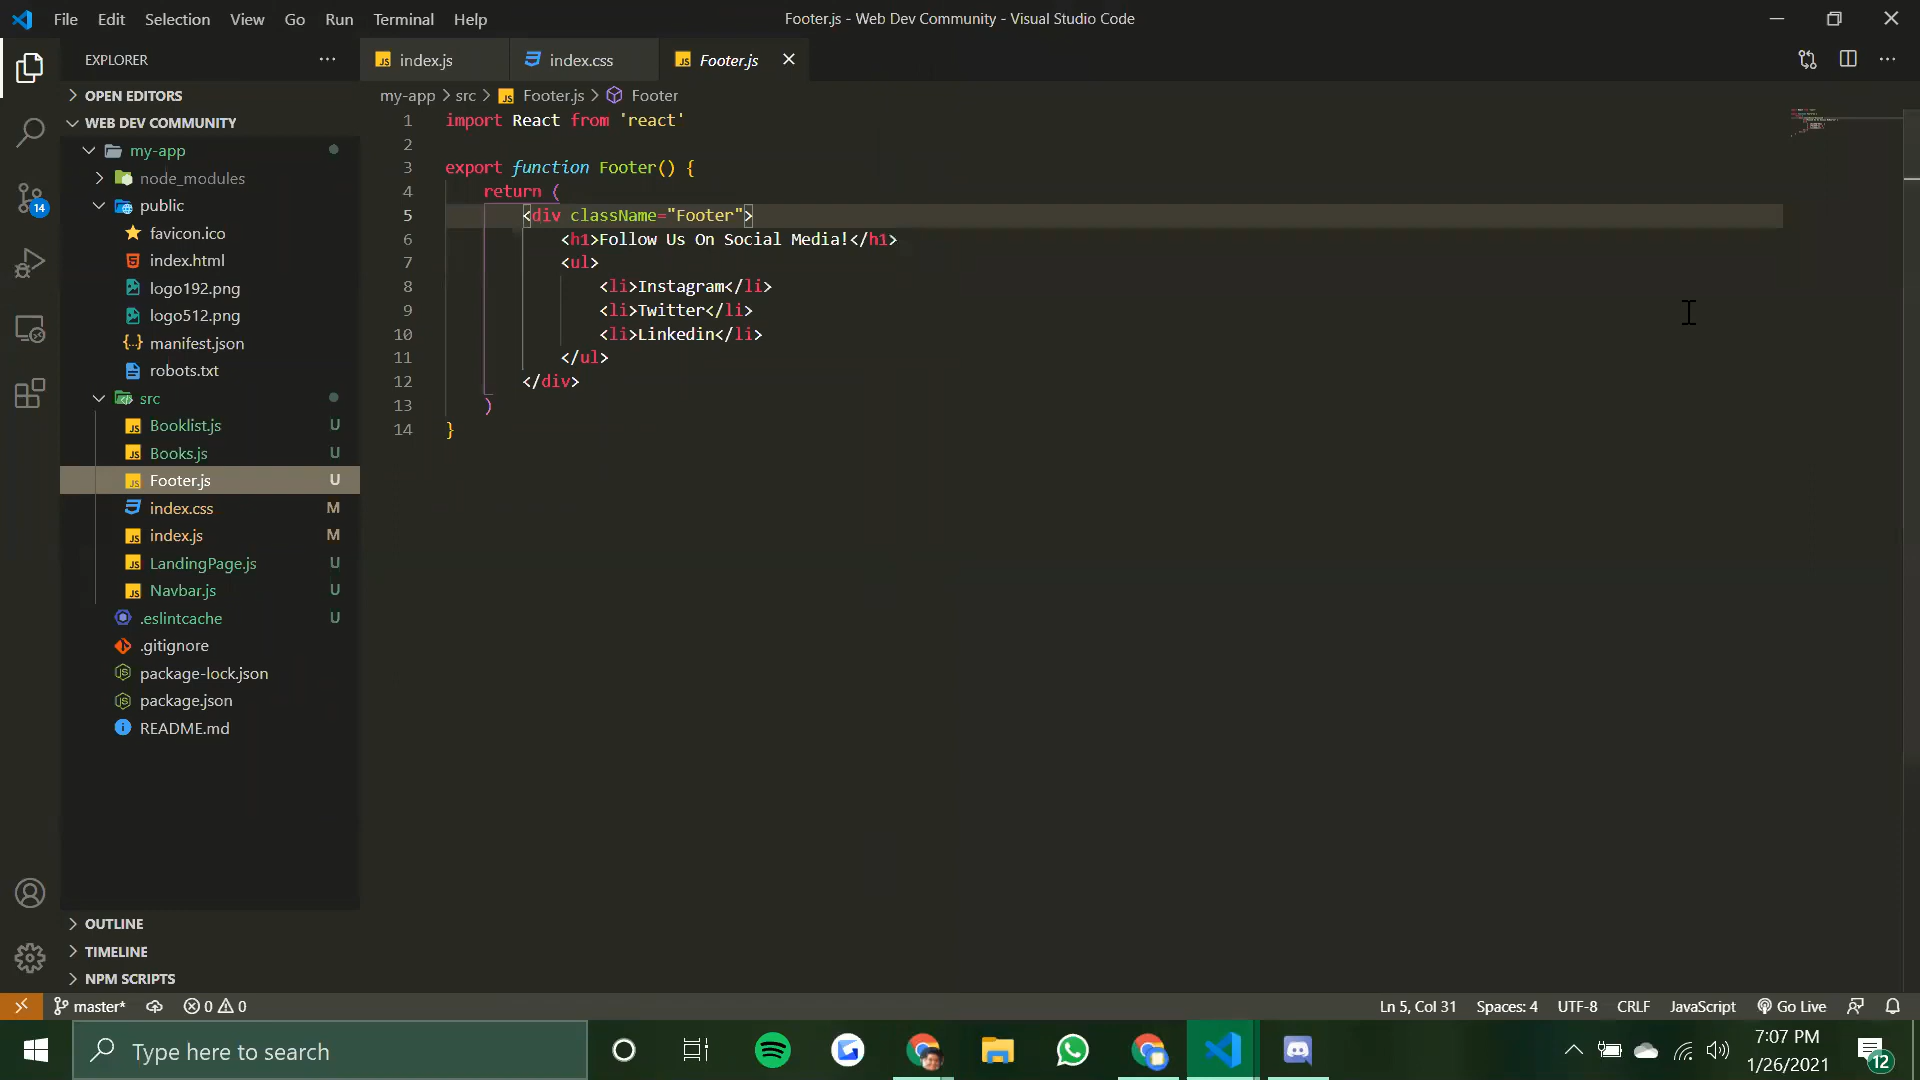 File Edit Selection View Go Run Terminal Help
Footer.js - Web Dev Community - Visual Studio Code
EXPLORER
OPEN EDITORS
WEB DEV COMMUNITY
my-app
node_modules
public
favicon.ico
index.html
logo192.png
logo512.png
manifest.json
robots.txt
src
Booklist.js U
Books.js U
Footer.js U
index.css M
index.js M
LandingPage.js U
Navbar.js U
.eslintcache U
.gitignore
package-lock.json
package.json
README.md
OUTLINE
TIMELINE
NPM SCRIPTS
14
index.js index.css Footer.js
my-app > src > Footer.js > Footer
1 import React from 'react'
2
3 export function Footer() {
4 return (
5 <div className="Footer">
6 <h1>Follow Us On Social Media!</h1>
7 <ul>
8 <li>Instagram</li>
9 <li>Twitter</li>
10 <li>Linkedin</li>
11 </ul>
12 </div>
13 )
14 }
master* 0 0
Ln 5, Col 31 Spaces: 4 UTF-8 CRLF JavaScript Go Live
Type here to search
7:07 PM
1/26/2021
12